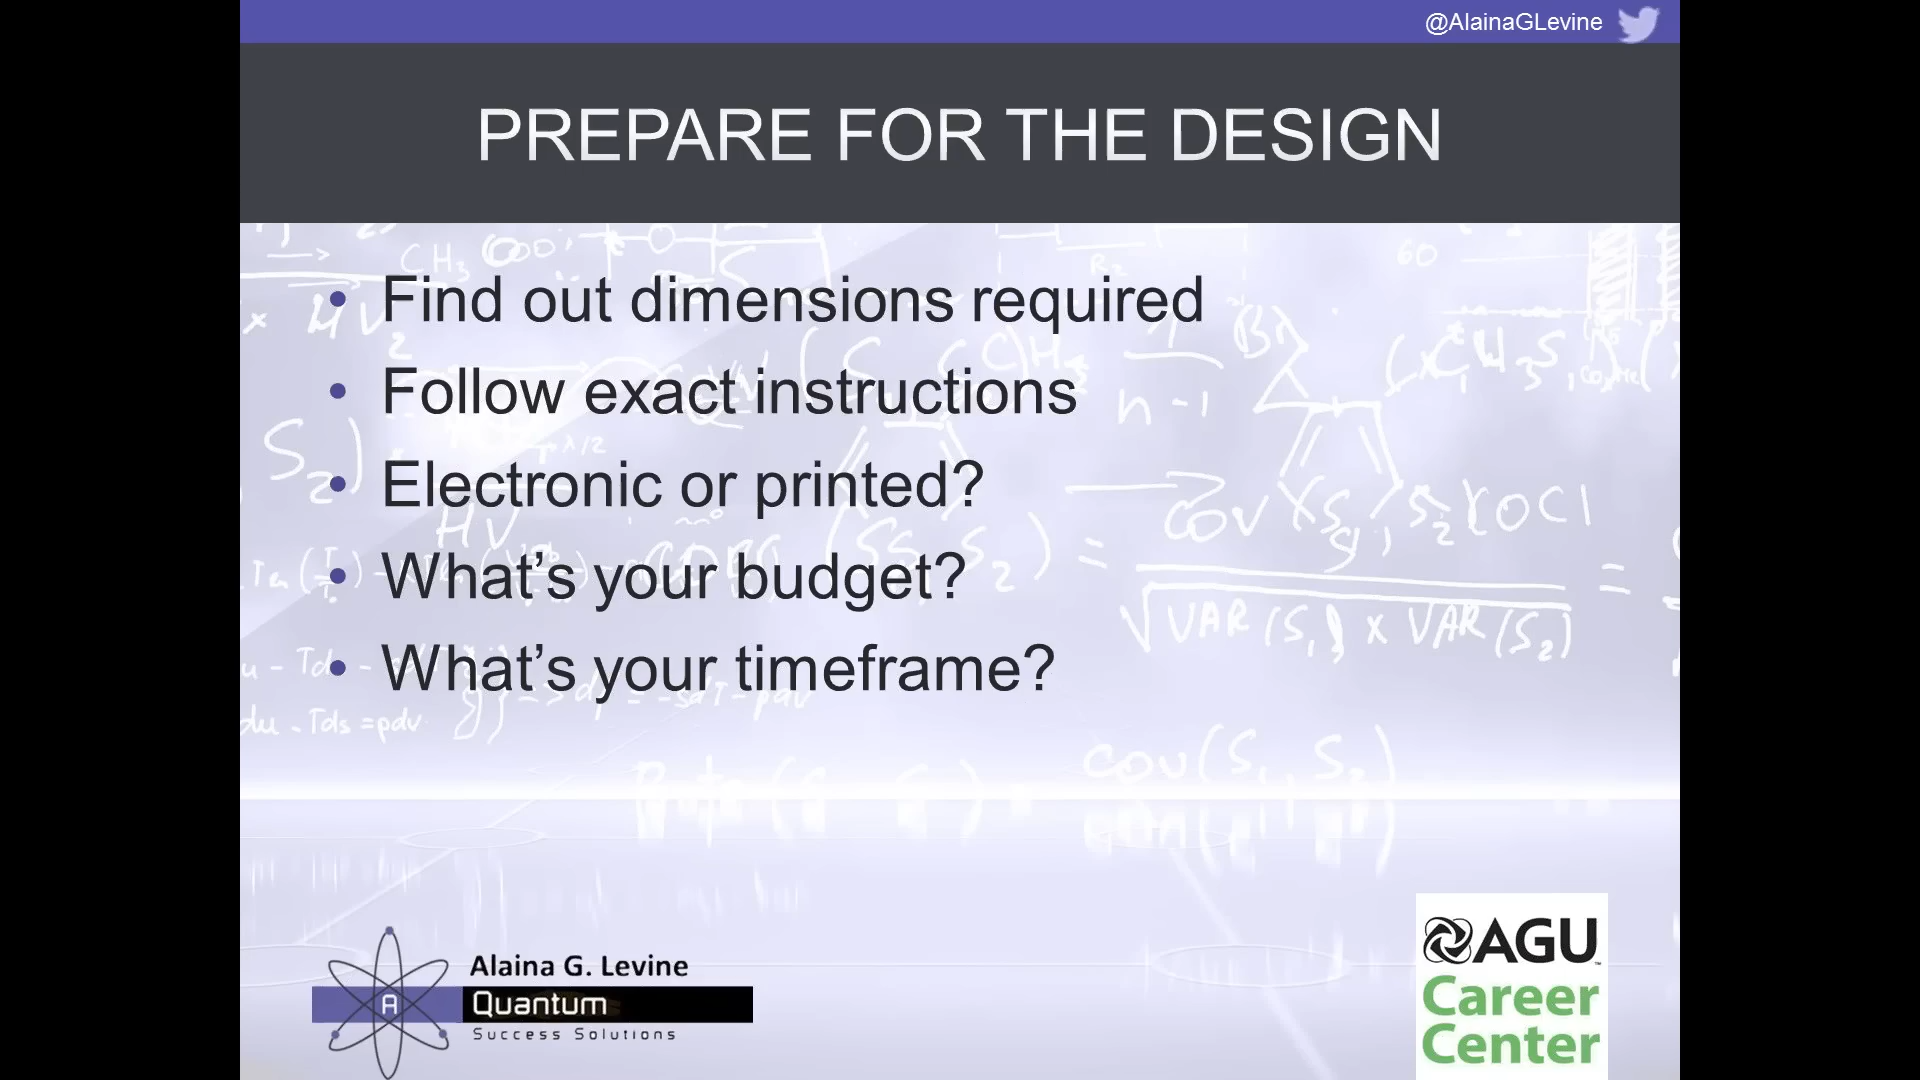 @AlainaGLevine
PREPARE FOR THE DESIGN
• Find out dimensions required
• Follow exact instructions
• Electronic or printed?
• What’s your budget?
• What’s your timeframe?
A
Alaina G. Levine
Quantum
Success Solutions
AGU
Career
Center